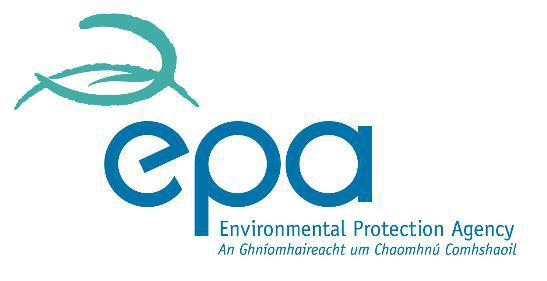 epa
Environmental Protection Agency
An Ghníomhaireacht um Chaomhnú Comhshaoil